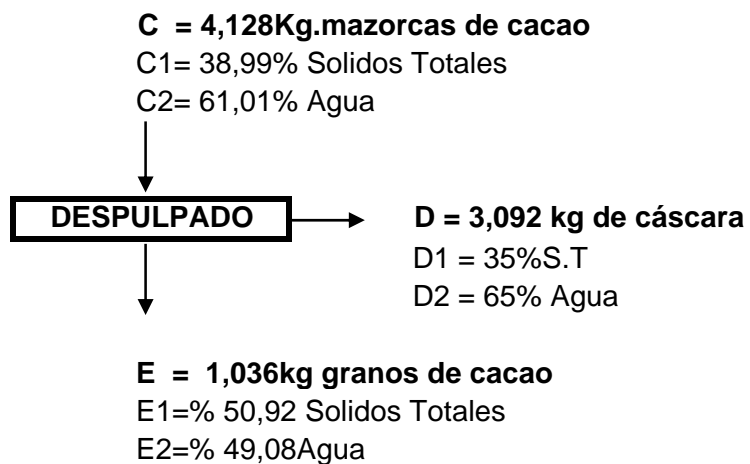 C = 4,128Kg.mazorcas de cacao
C1= 38,99% Solidos Totales
C2= 61,01% Agua
DESPULPADO
D = 3,092 kg de cáscara
D1 = 35%S.T
D2 = 65% Agua
E = 1,036kg granos de cacao
E1=% 50,92 Solidos Totales
E2=% 49,08Agua